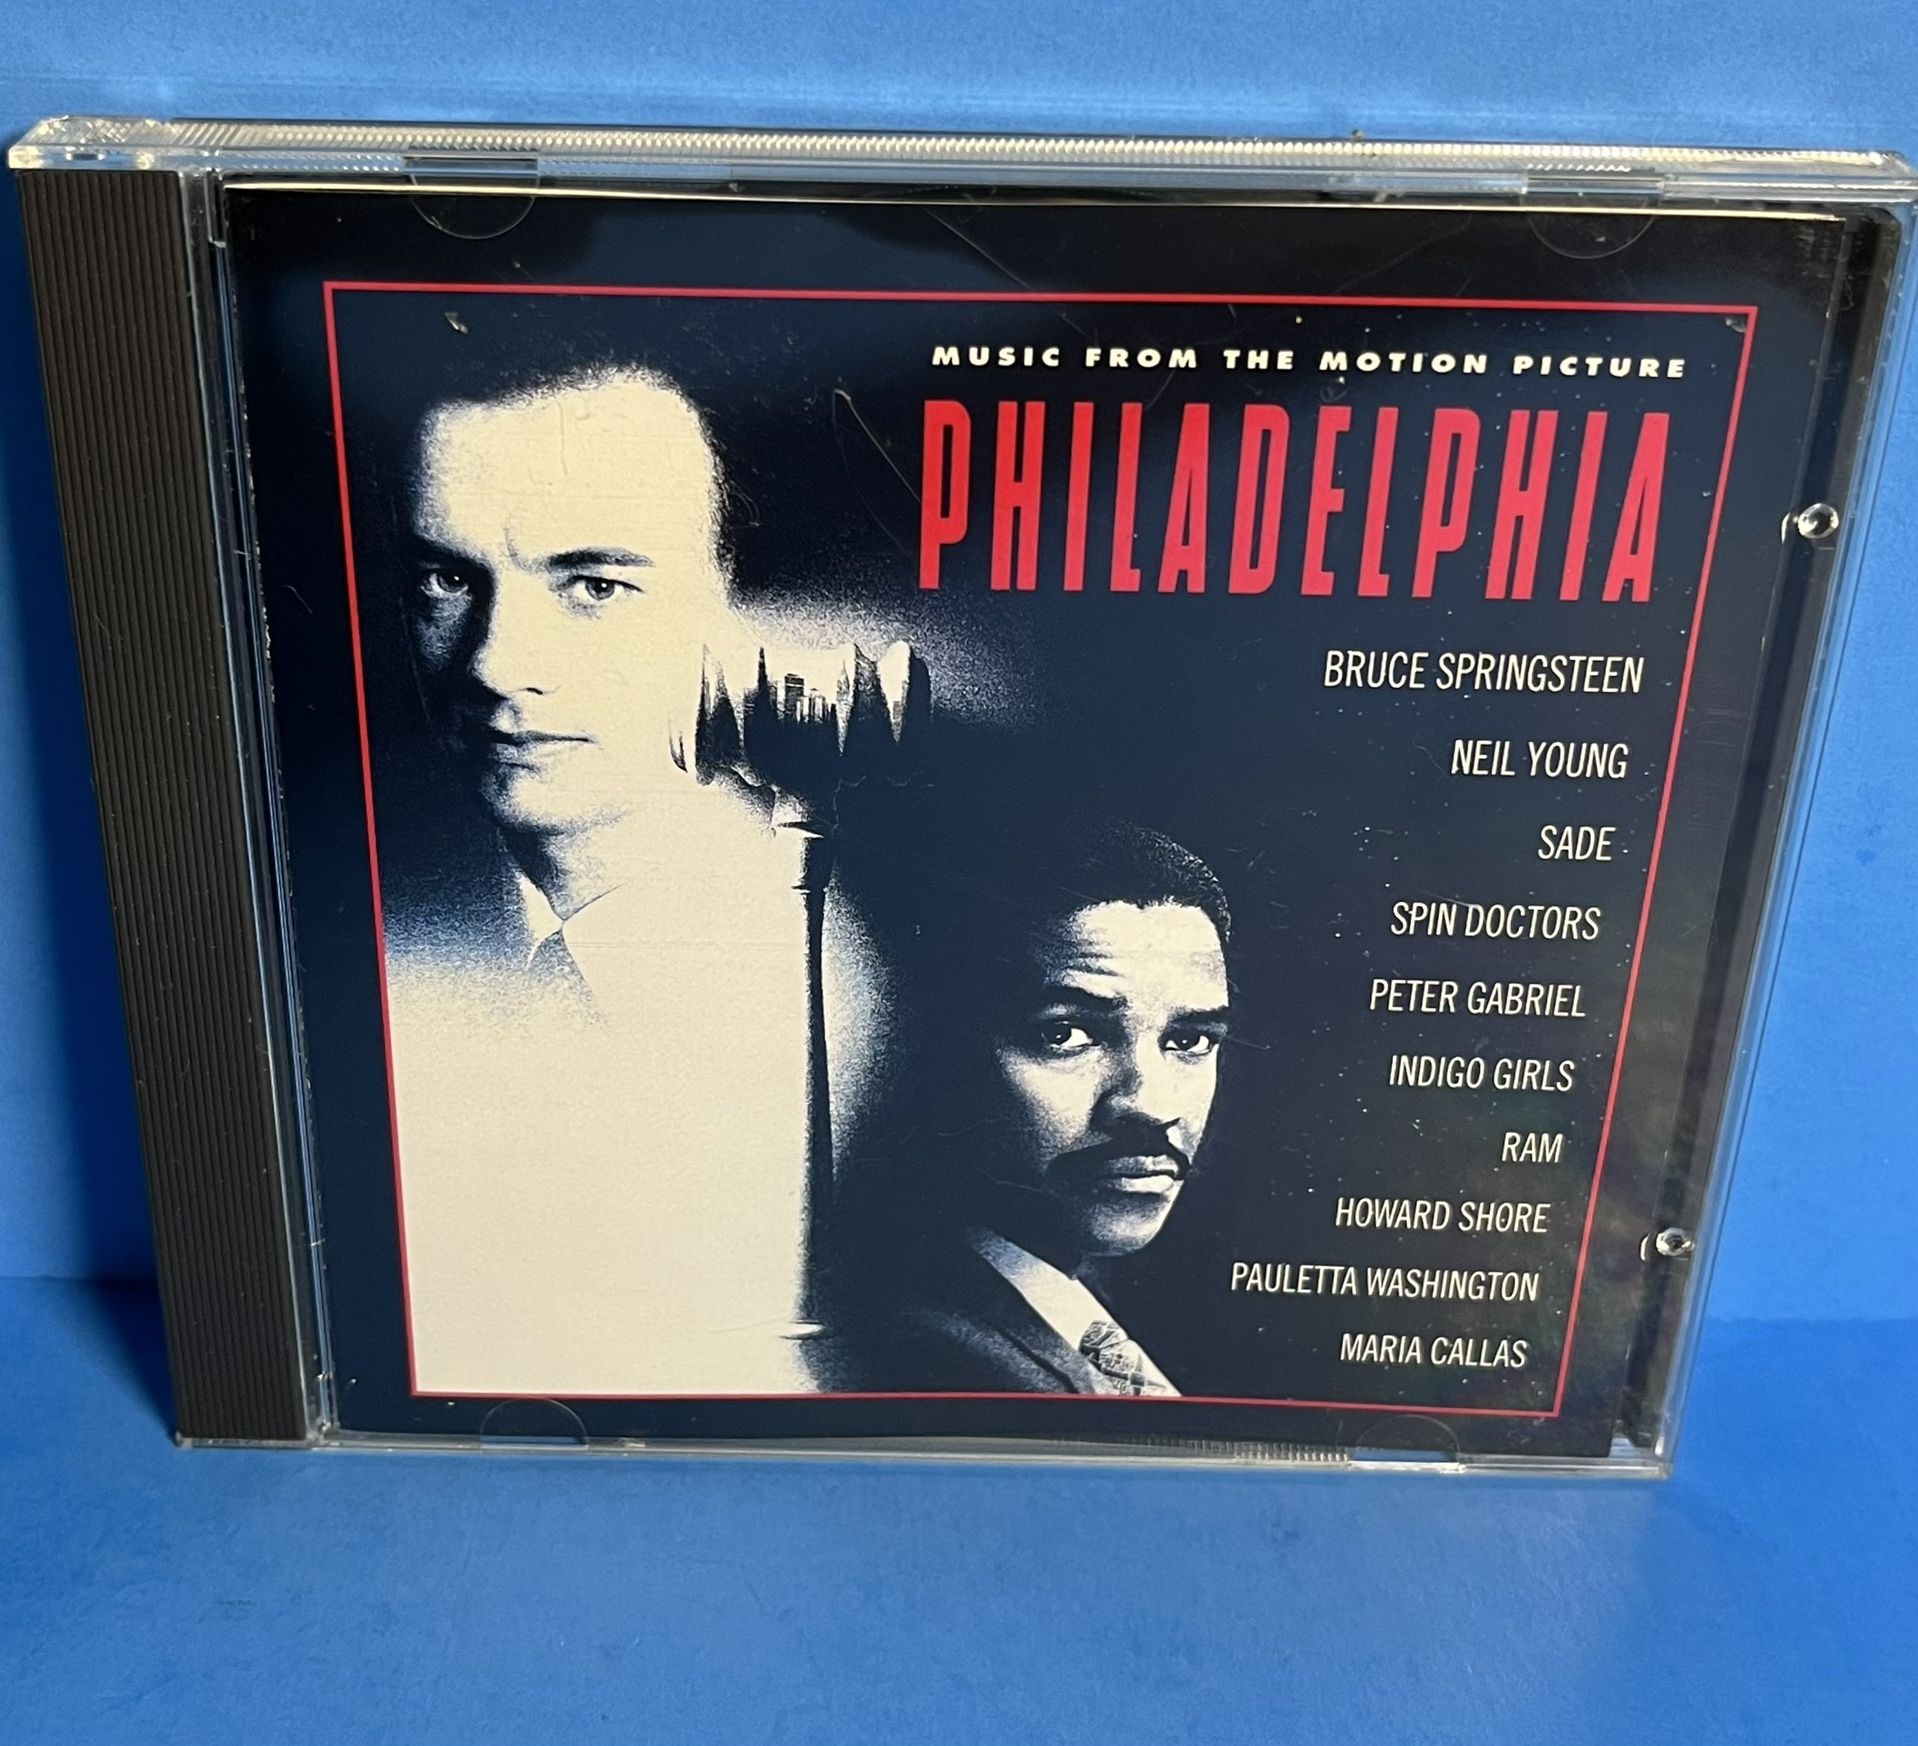 MUSIC FROM THE MOTION PICTURE
PHILADELPHIA
BRUCE SPRINGSTEEN
NEIL YOUNG
SADE
SPIN DOCTORS
PETER GABRIEL
INDIGO GIRLS
RAM
HOWARD SHORE
PAULETTA WASHINGTON
MARIA CALLAS